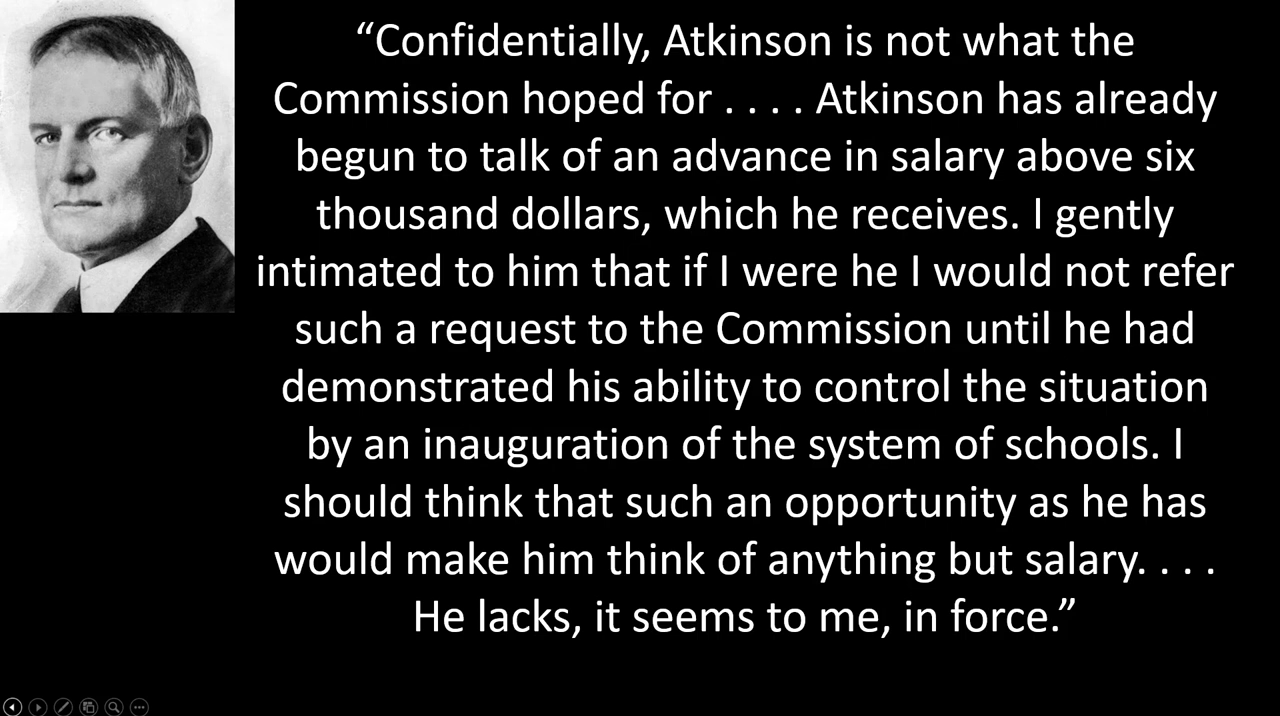 “Confidentially, Atkinson is not what the
Commission hoped for . . . . Atkinson has already
begun to talk of an advance in salary above six
thousand dollars, which he receives. I gently
intimated to him that if I were he I would not refer
such a request to the Commission until he had
demonstrated his ability to control the situation
by an inauguration of the system of schools. I
should think that such an opportunity as he has
would make him think of anything but salary. . . .
He lacks, it seems to me, in force.”